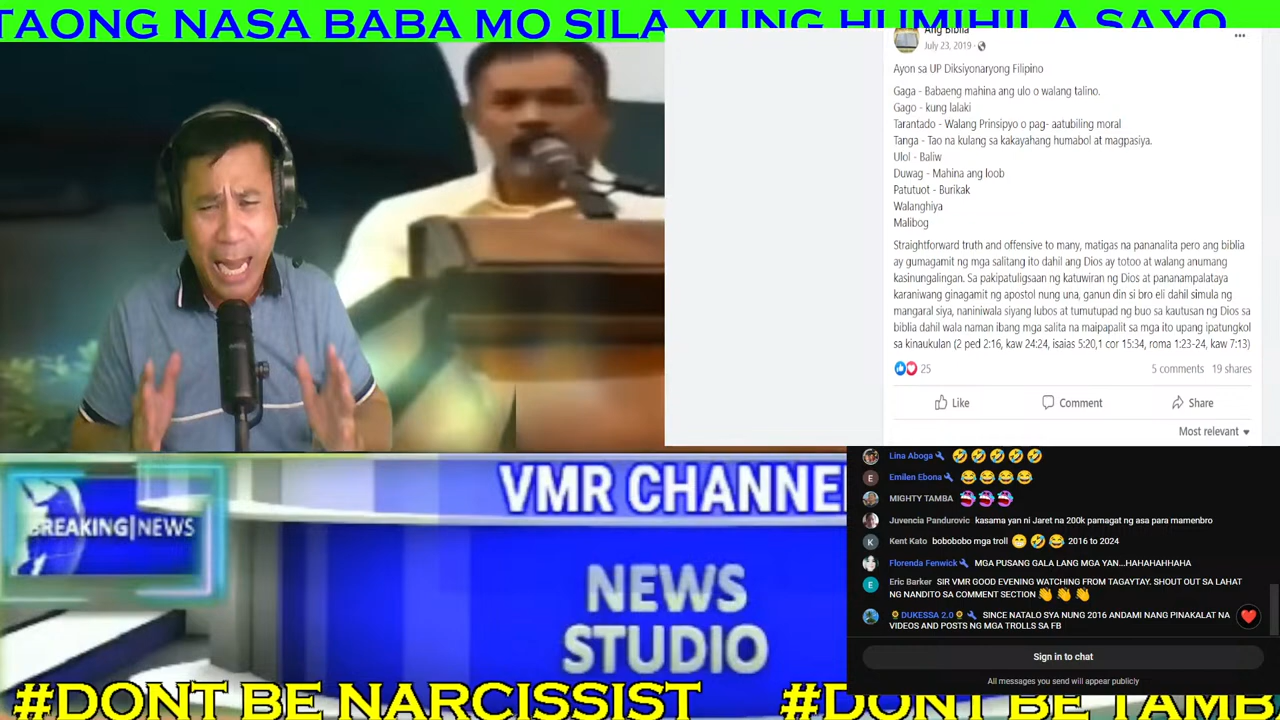 TAONG NASA BABA MO SILA YUNG HUMIHILA SAYO
Ang Biblia
July 23, 2019
Ayon sa UP Diksiyonaryong Filipino
Gaga - Babaeng mahina ang ulo o walang talino.
Gago - kung lalaki
Tarantado - Walang Prinsipyo o pag- aatubiling moral
Tanga - Tao na kulang sa kakayahang humabol at magpasiya.
Ulol - Baliw
Duwag - Mahina ang loob
Patutuot - Burikak
Walanghiya
Malibog
Straightforward truth and offensive to many, matigas na pananalita pero ang biblia
ay gumagamit ng mga salitang ito dahil ang Dios ay totoo at walang anumang
kasinungalingan. Sa pakipatuligsaan ng katuwiran ng Dios at pananampalataya
karaniwang ginagamit ng apostol nung una, ganun din si bro eli dahil simula ng
mangaral siya, naniniwala siyang lubos at tumutupad ng buo sa kautusan ng Dios sa
biblia dahil wala naman ibang mga salita na maipapalit sa mga ito upang ipatungkol
sa kinaukulan (2 ped 2:16, kaw 24:24, isaias 5:20,1 cor 15:34, roma 1:23-24, kaw 7:13)
25
5 comments 19 shares
Like
Comment
Share
Most relevant
Lina Aboga 🤣🤣🤣🤣🤣
Emilen Ebona 😂😂😂😂
MIGHTY TAMBA
Juvencia Pandurovic kasama yan ni Jaret na 200k pamagat ng asa para mamenbro
Kent Kato bobobobo mga troll 😁 🤣 😂 2016 to 2024
Florenda Fenwick MGA PUSANG GALA LANG MGA YAN...HAHAHAHHAHA
Eric Barker SIR VMR GOOD EVENING WATCHING FROM TAGAYTAY. SHOUT OUT SA LAHAT
NG NANDITO SA COMMENT SECTION 👏 👏 👏
🌻DUKESSA 2.0🌻 SINCE NATALO SYA NUNG 2016 ANDAMI NANG PINAKALAT NA
VIDEOS AND POSTS NG MGA TROLLS SA FB
Sign in to chat
All messages you send will appear publicly
VMR CHANNE
BREAKING|NEWS
NEWS
STUDIO
#DONT BE NARCISSIST #DONT BE TAMB